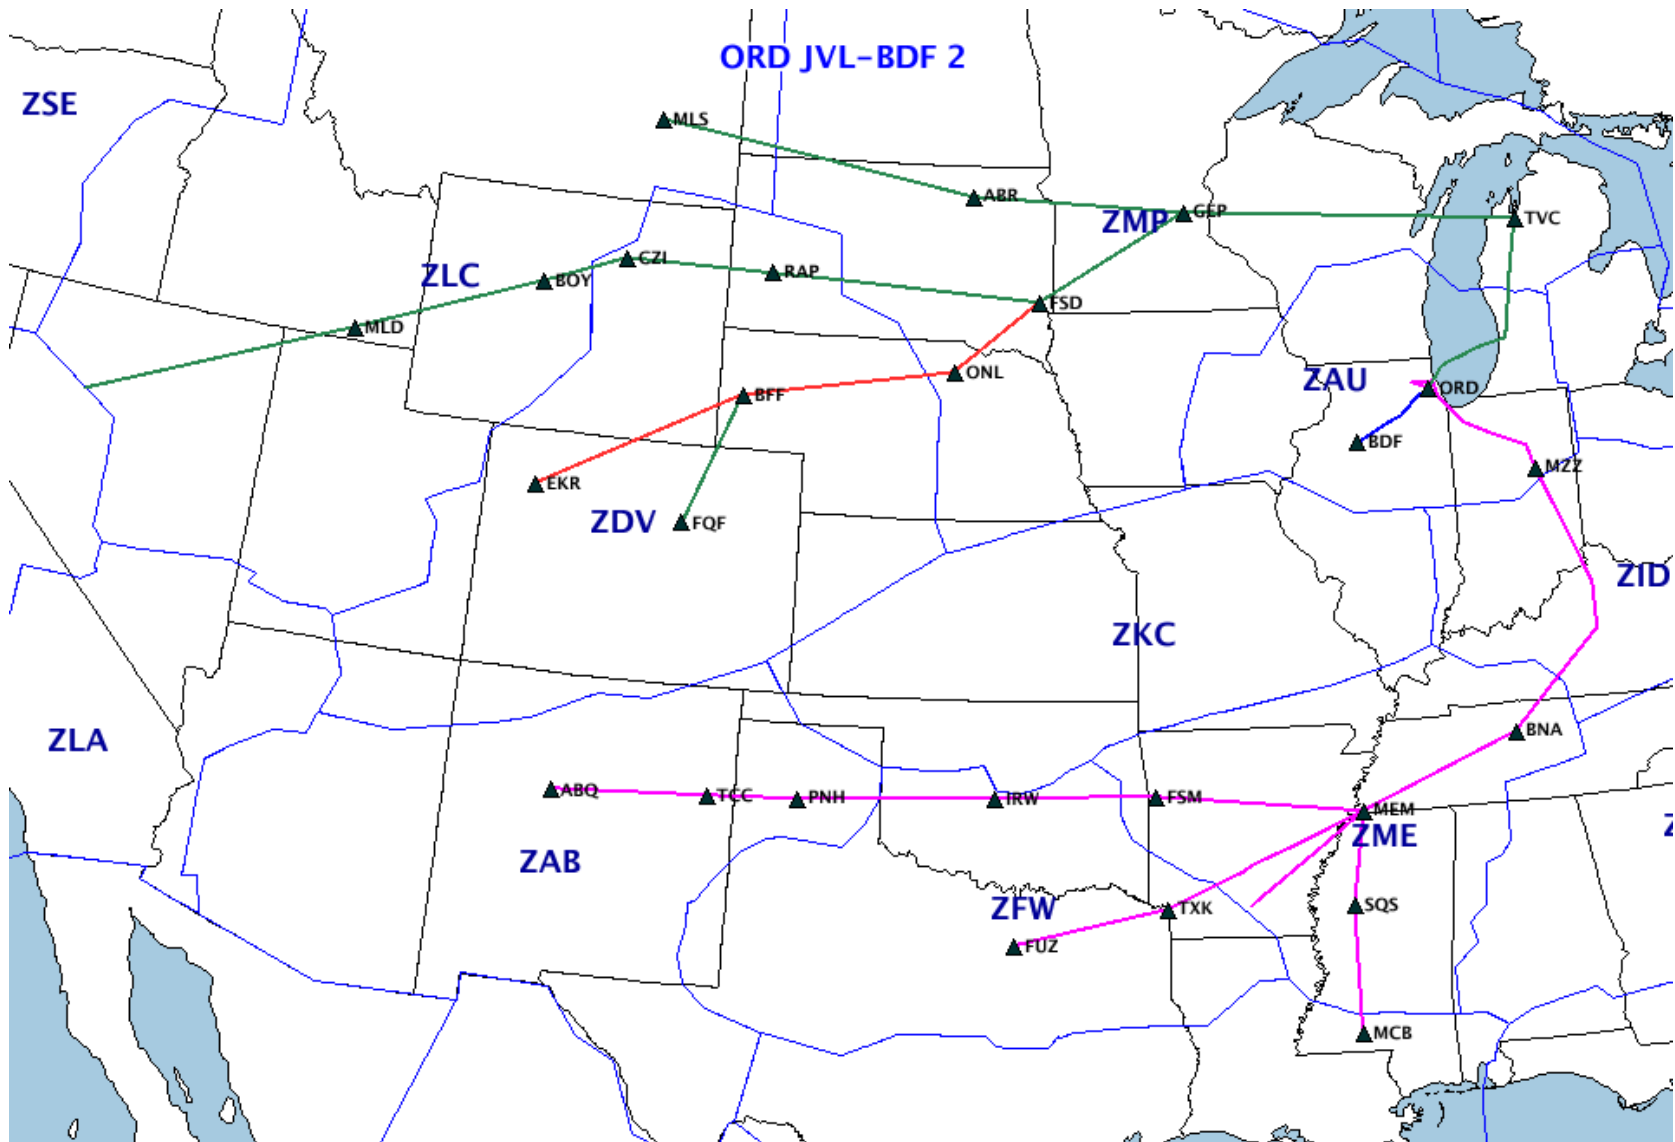 ORD JVL-BDF 2
ZSE
MLS
ABR
ZMP
GEP
TVC
ZLC
BOY
CZI
RAP
MLD
FSD
ONL
BFF
ZAU
ORD
BDF
MZZ
EKR
ZDV
FQF
ZID
ZKC
ZLA
BNA
ABQ
TCC
PNH
IRW
FSM
MEM
ZME
Z
ZAB
ZFW
TXK
SQS
FUZ
MCB